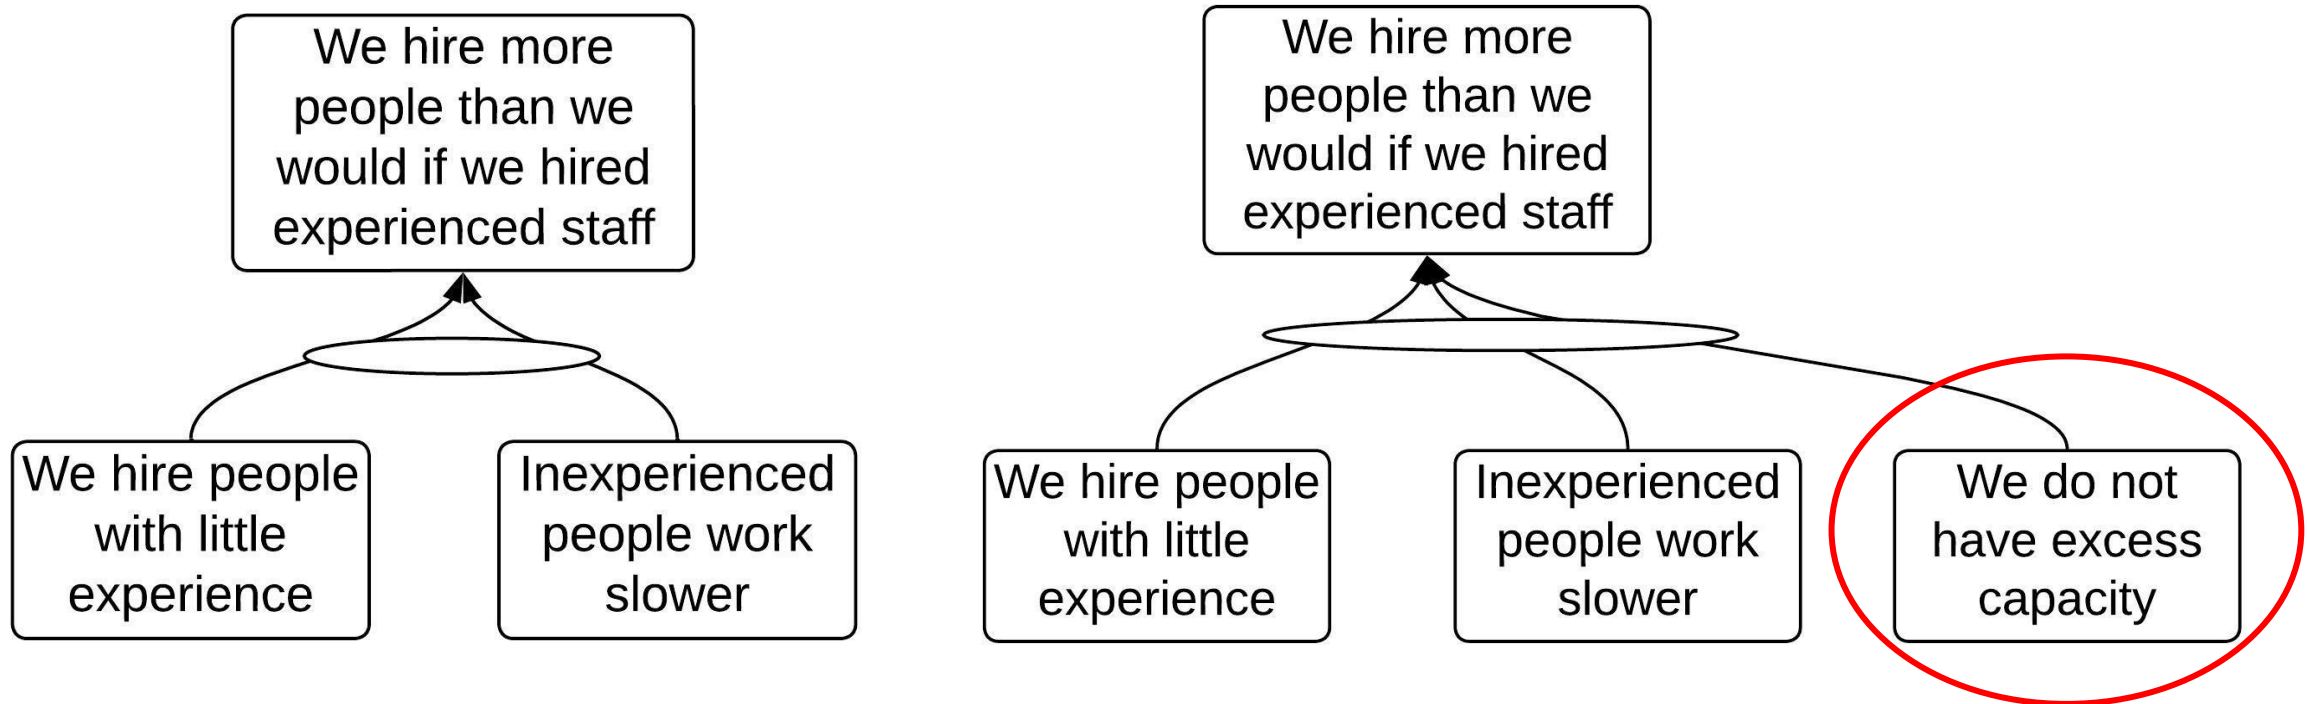 We hire more
people than we
would if we hired
experienced staff
We hire people
with little
experience
Inexperienced
people work
slower
We hire more
people than we
would if we hired
experienced staff
We hire people
with little
experience
Inexperienced
people work
slower
We do not
have excess
capacity